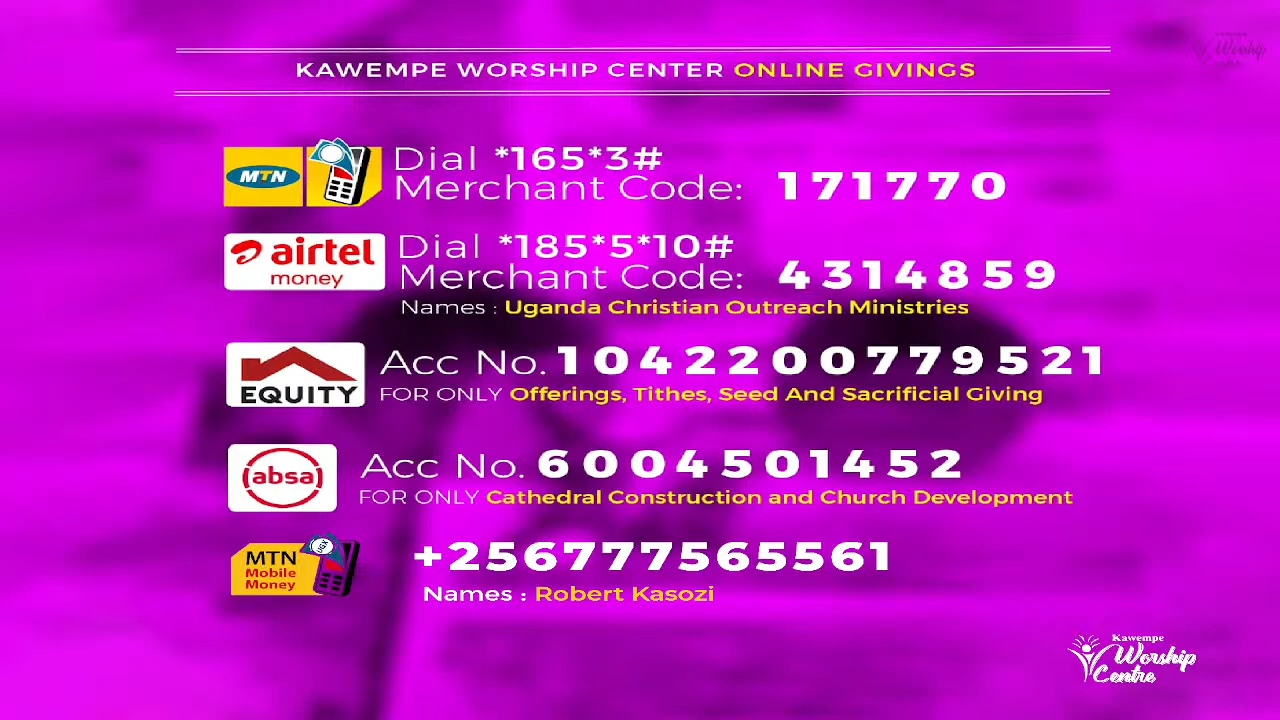 KAWEMPE WORSHIP CENTER ONLINE GIVINGS
Worship
MTN
Dial *165*3#
Merchant Code: 171770
airtel
money
Dial *185*5*10#
Merchant Code: 4314859
Names : Uganda Christian Outreach Ministries
EQUITY
Acc No. 1042200779521
FOR ONLY Offerings, Tithes, Seed And Sacrificial Giving
absa
Acc No. 6004501452
FOR ONLY Cathedral Construction and Church Development
MTN
Mobile
Money
+256777565561
Names : Robert Kasozi
Kawempe
Worship
Centre